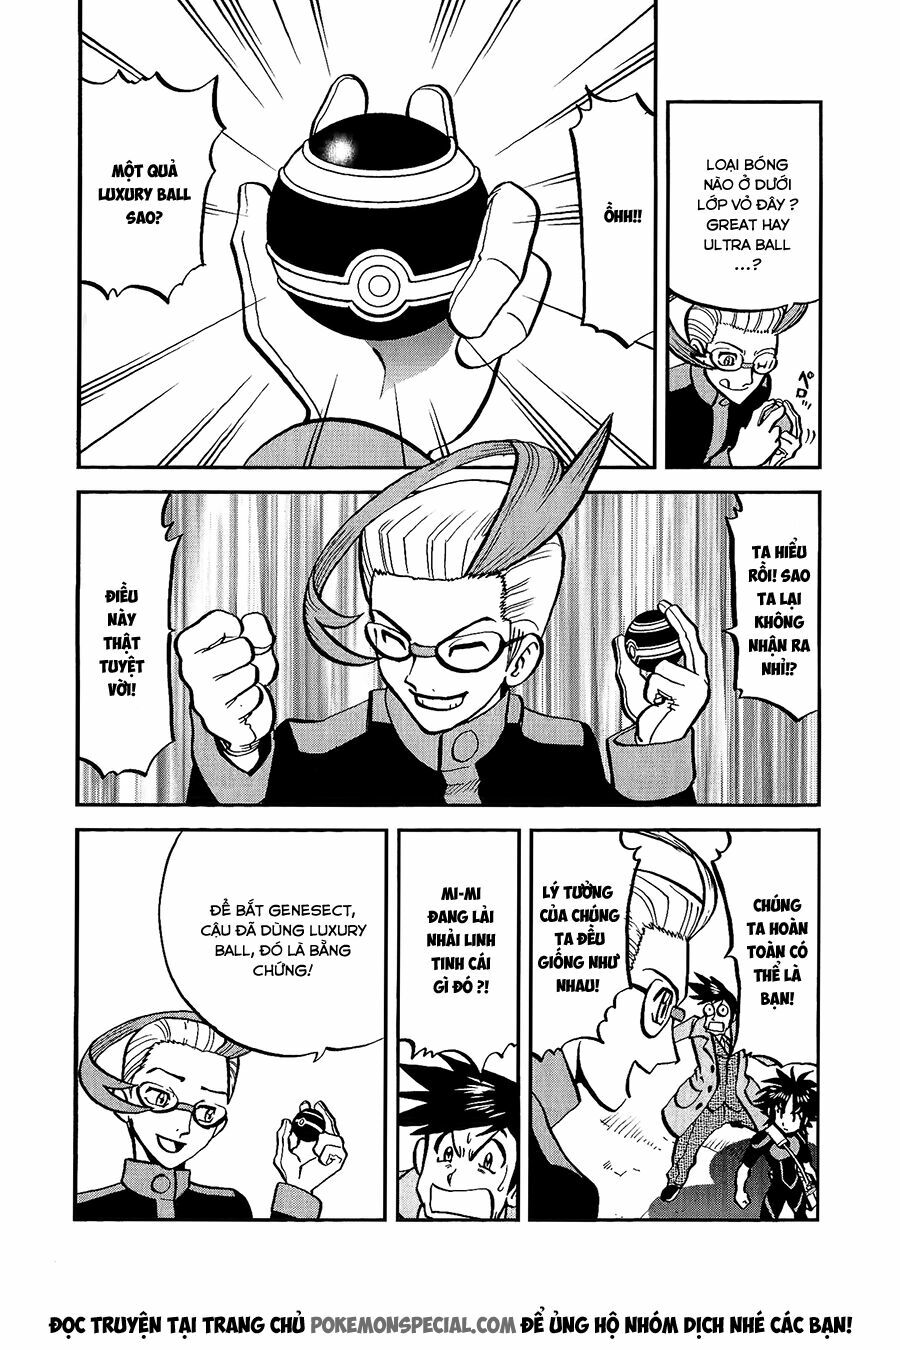 LOẠI BÓNG
NÀO Ở DƯỚI
LỚP VỎ ĐÂY ?
GREAT HAY
ULTRA BALL
...?
ペロ
ỒHH!!
MỘT QUẢ
LUXURY BALL
SAO?
TA HIỂU
RỒI! SAO
TA LẠI
KHÔNG
NHẬN RA
NHỈ!?
ĐIỀU
NÀY
THẬT
TUYỆT
VỜI!
CHÚNG
TA HOÀN
TOÀN CÓ
THỂ LÀ
BẠN!
LÝ TƯỞNG
CỦA CHÚNG
TA ĐỀU
GIỐNG NHƯ
NHAU!
MI-MI
ĐANG LẢI
NHẢI LINH
TINH CÁI
GÌ ĐÓ ?!
ĐỂ BẮT GENESECT,
CẬU ĐÃ DÙNG LUXURY
BALL, ĐÓ LÀ BẰNG
CHỨNG!
ĐỌC TRUYỆN TẠI TRANG CHỦ POKEMONSPECIAL.COM ĐỂ ỦNG HỘ NHÓM DỊCH NHÉ CÁC BẠN!